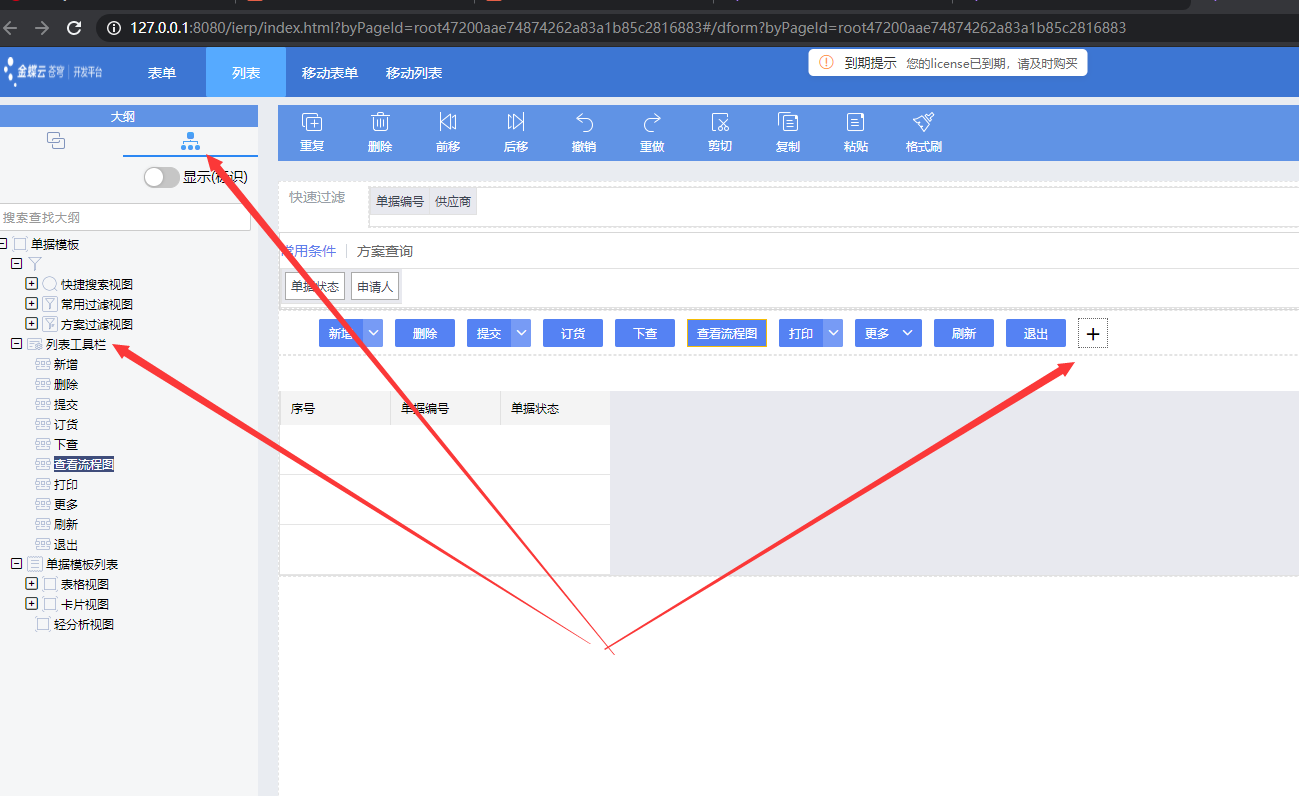 127.0.0.1:8080/ierp/index.html?byPageId=root47200aae74874262a83a1b85c2816883#/dform?byPageId=root47200aae74874262a83a1b85c2816883
金蝶云 苍穹 | 开发平台
表单
列表
移动表单
移动列表
到期提示 您的license已到期，请及时购买
大纲
显示(标识)
搜索查找大纲
单据模板
快捷搜索视图
常用过滤视图
方案过滤视图
列表工具栏
新增
删除
提交
订货
下查
查看流程图
打印
更多
刷新
退出
单据模板列表
表格视图
卡片视图
轻分析视图
重复
删除
前移
后移
撤销
重做
剪切
复制
粘贴
格式刷
快速过滤
单据编号 供应商
常用条件 | 方案查询
单据状态 申请人
新增 删除 提交 订货 下查 查看流程图 打印 更多 刷新 退出 +
序号 单据编号 单据状态